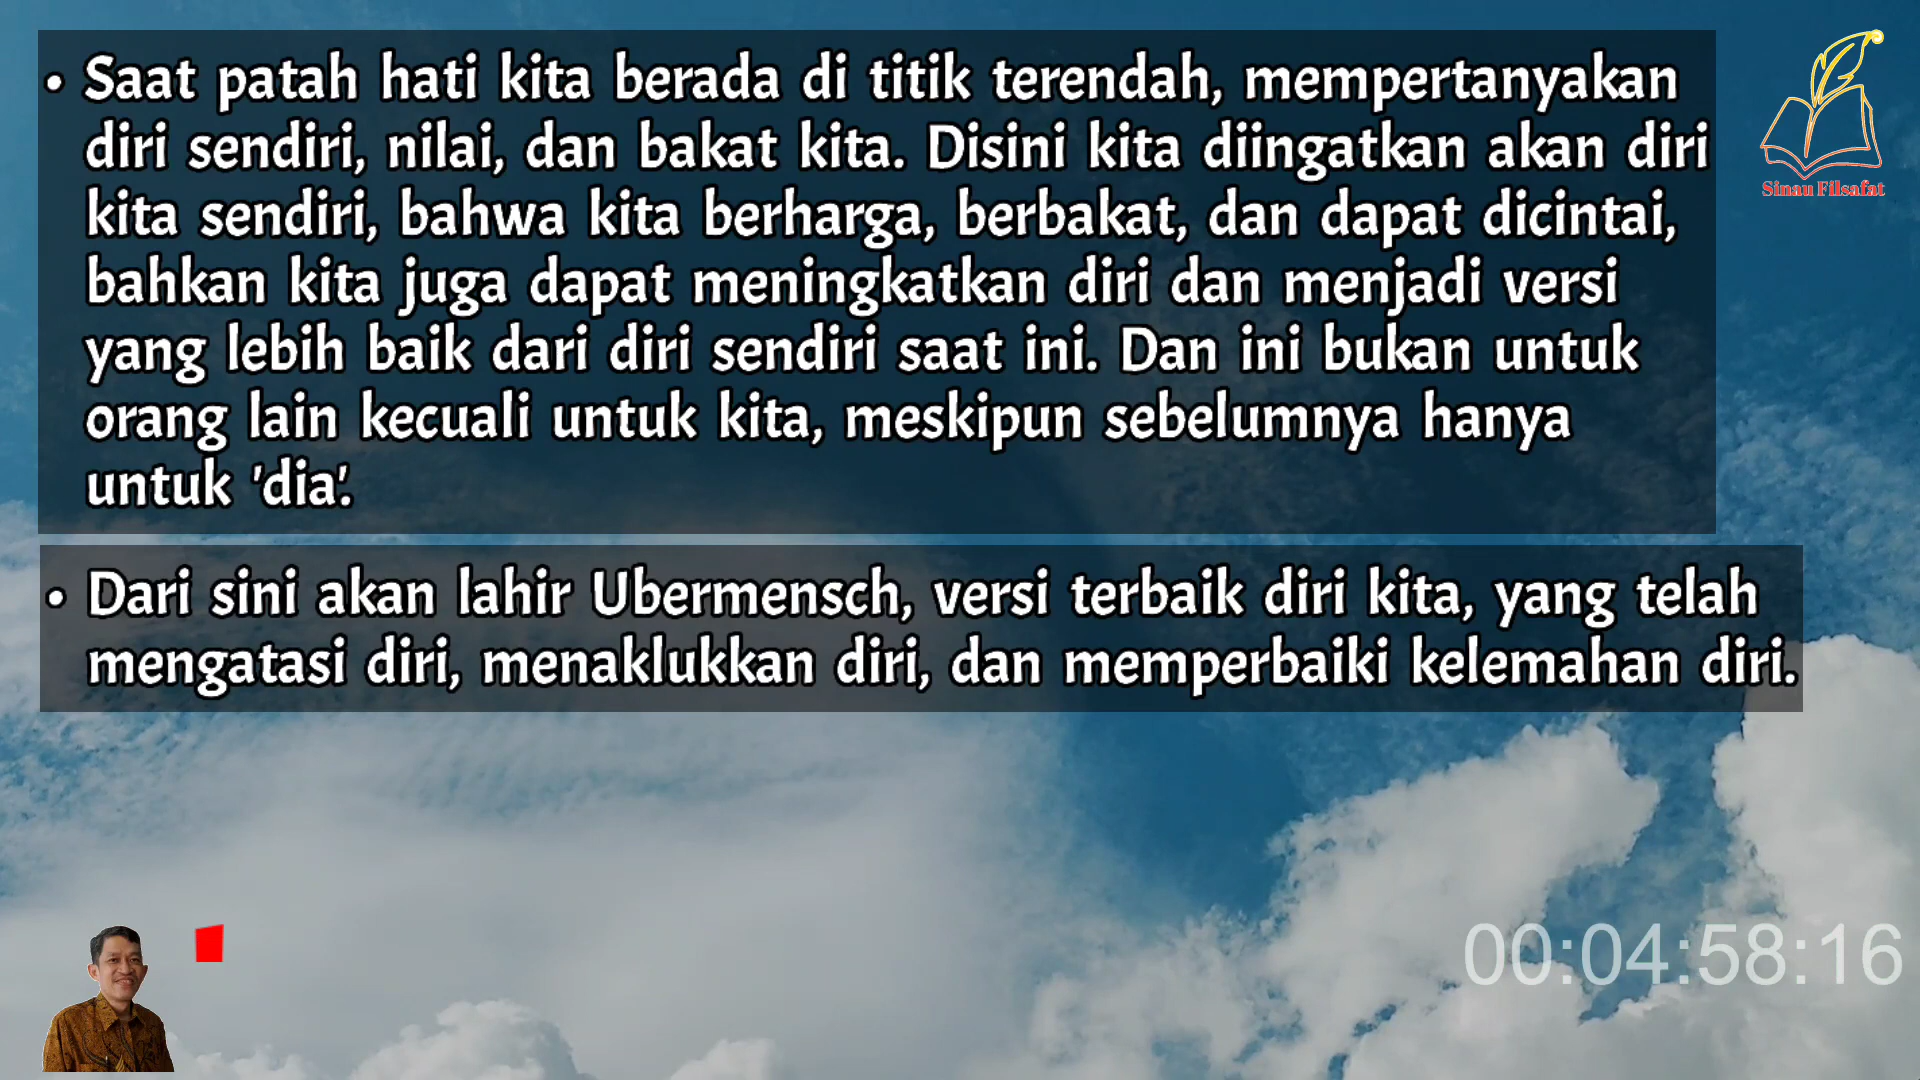 • Saat patah hati kita berada di titik terendah, mempertanyakan
diri sendiri, nilai, dan bakat kita. Disini kita diingatkan akan diri
kita sendiri, bahwa kita berharga, berbakat, dan dapat dicintai,
bahkan kita juga dapat meningkatkan diri dan menjadi versi
yang lebih baik dari diri sendiri saat ini. Dan ini bukan untuk
orang lain kecuali untuk kita, meskipun sebelumnya hanya
untuk 'dia'.
Sinau Filsafat
• Dari sini akan lahir Ubermensch, versi terbaik diri kita, yang telah
mengatasi diri, menaklukkan diri, dan memperbaiki kelemahan diri.
00:04:58:16